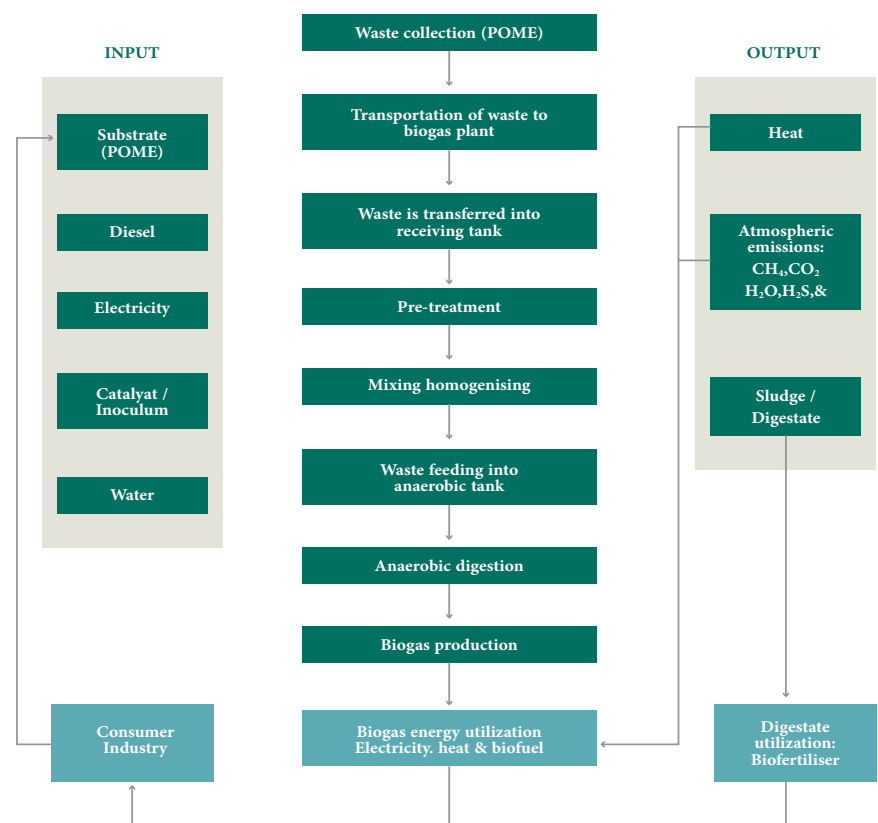 INPUT
Substrate
(POME)
Diesel
Electricity
Catalyat /
Inoculum
Water
Consumer
Industry
Waste collection (POME)
Transportation of waste to
biogas plant
Waste is transferred into
receiving tank
Pre-treatment
Mixing homogenising
Waste feeding into
anaerobic tank
Anaerobic digestion
Biogas production
Biogas energy utilization
Electricity. heat & biofuel
OUTPUT
Heat
Atmospheric
emissions:
CH₄,CO₂
H₂O,H₂S,&
Sludge /
Digestate
Digestate
utilization:
Biofertiliser